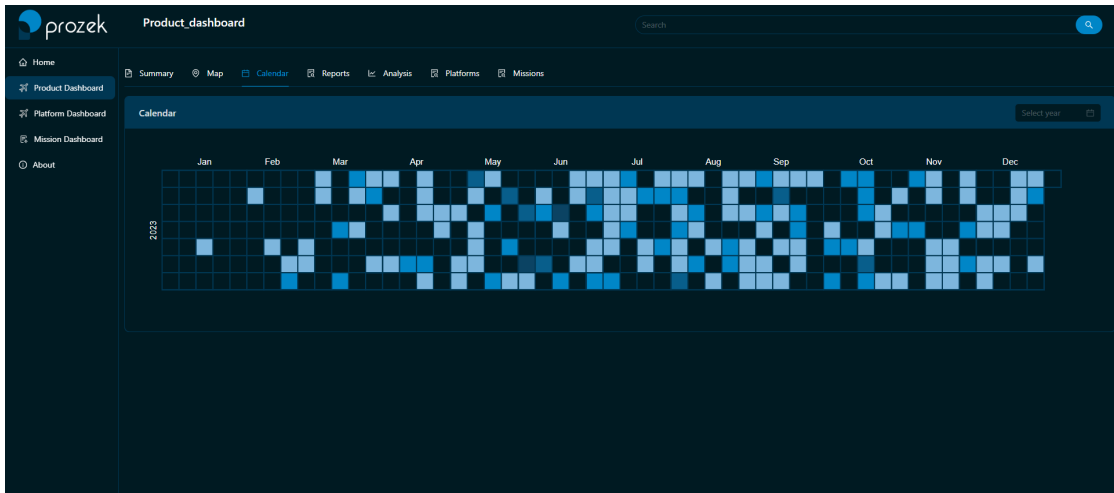 prozek
Product_dashboard
Search
Home
Product Dashboard
Platform Dashboard
Mission Dashboard
About
Summary
Map
Calendar
Reports
Analysis
Platforms
Missions
Calendar
Select year
Jan Feb Mar Apr May Jun Jul Aug Sep Oct Nov Dec
2023